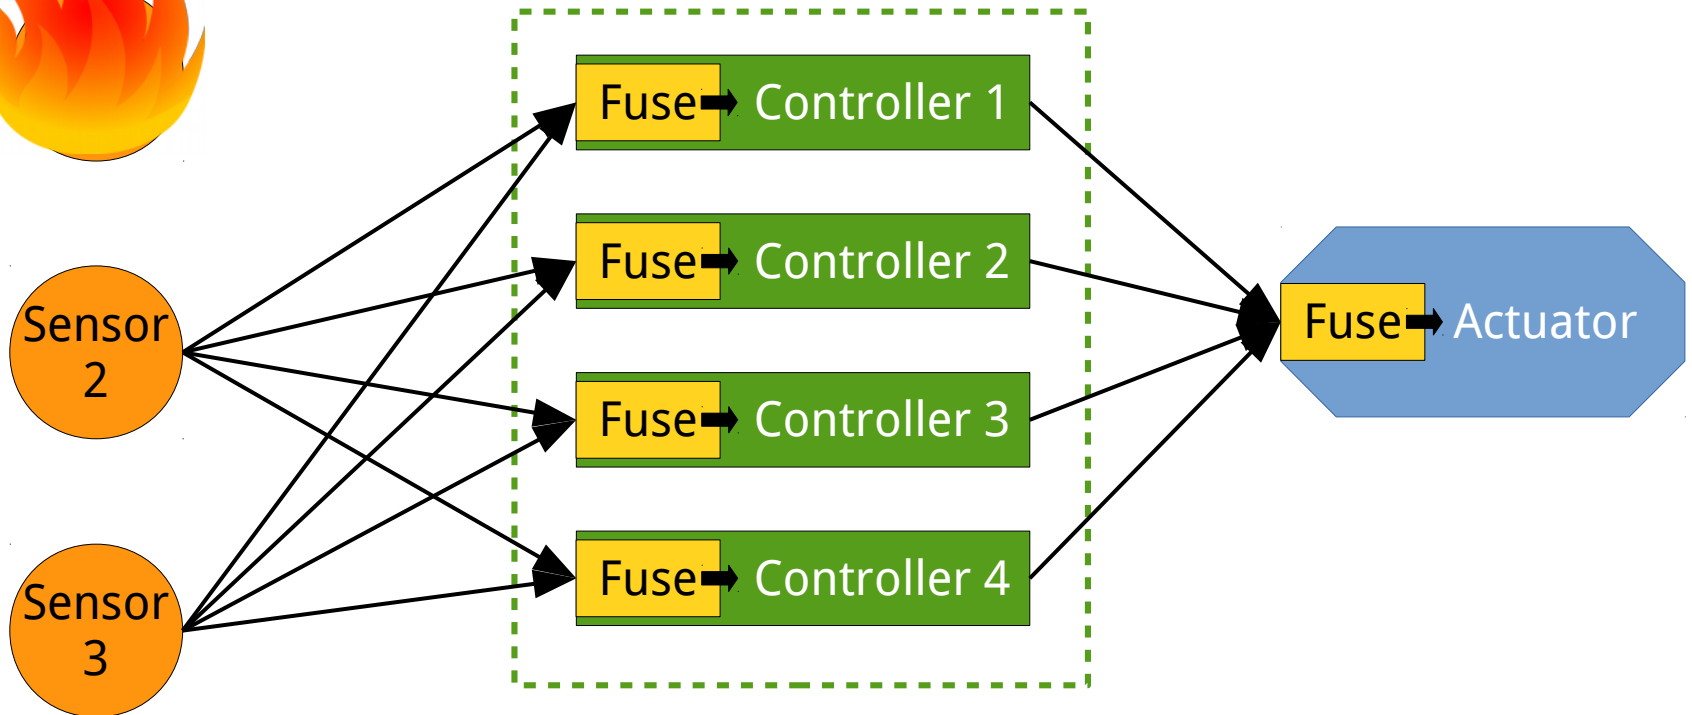 Fuse Controller 1
Fuse Controller 2
Sensor
2
Fuse Actuator
Fuse Controller 3
Fuse Controller 4
Sensor
3